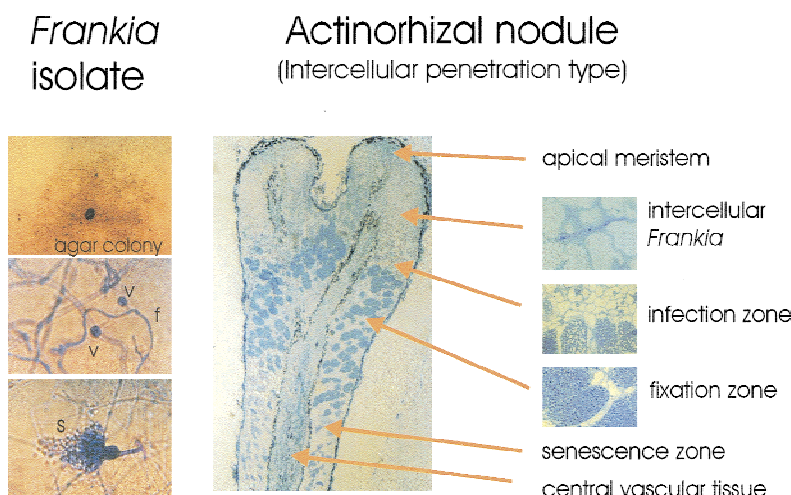 Frankia
isolate
Actinorhizal nodule
(Intercellular penetration type)
agar colony
v
f
v
s
apical meristem
intercellular
Frankia
infection zone
fixation zone
senescence zone
central vascular tissue